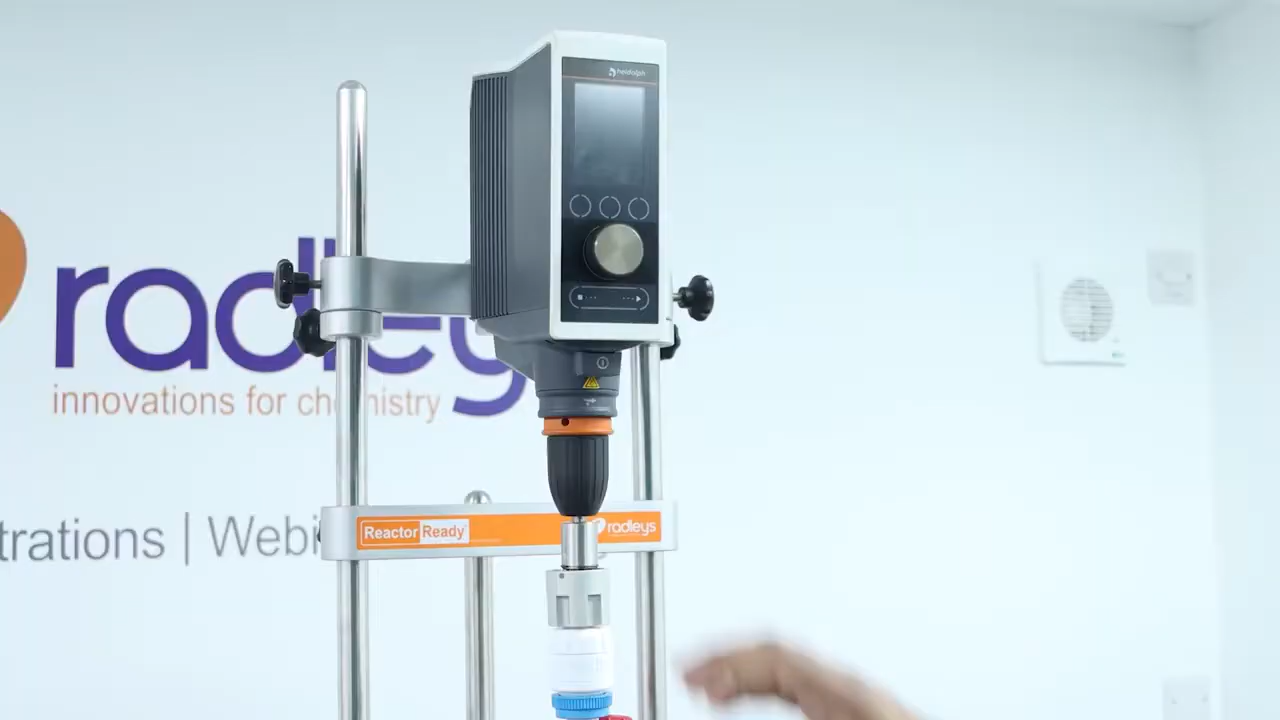 heidolph
radleys
innovations for chemistry
trations | Webi
Reactor Ready
radleys